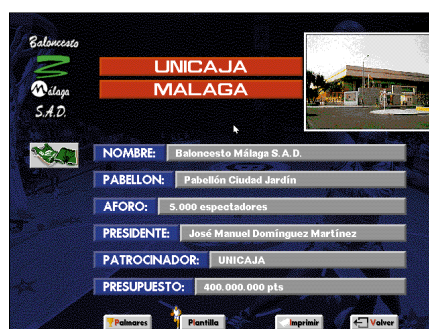 Baloncesto
Málaga
S.A.D.
UNICAJA
MALAGA
NOMBRE: Baloncesto Málaga S.A.D.
PABELLON: Pabellón Ciudad Jardín
AFORO: 5.000 espectadores
PRESIDENTE: José Manuel Domínguez Martínez
PATROCINADOR: UNICAJA
PRESUPUESTO: 400.000.000 pts
Palmares Plantilla Imprimir Volver